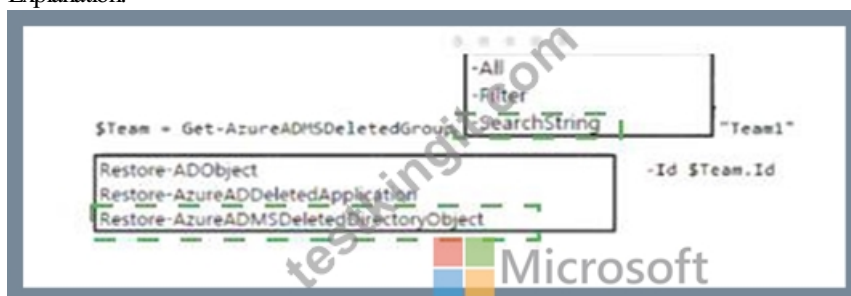 Explanation:
-All
-Filter
$Team = Get-AzureADMSDeletedGroup -SearchString "Team1"
Restore-ADObject -Id $Team.Id
Restore-AzureADDeletedApplication
Restore-AzureADMSDeletedDirectoryObject
Microsoft